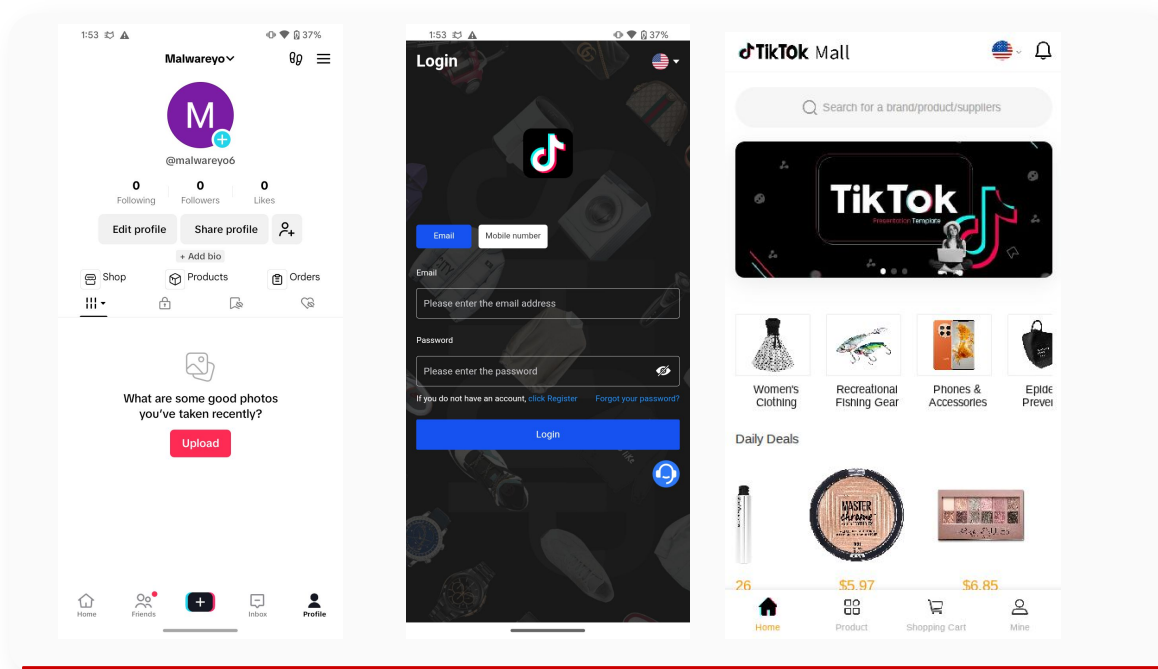 1:53 37%
Malwareyo
M
@malwareyo6
0 0 0
Following Followers Likes
Edit profile Share profile
+ Add bio
Shop Products Orders
What are some good photos
you've taken recently?
Upload
Home Friends Inbox Profile
1:53 37%
Login
Email Mobile number
Email
Please enter the email address
Password
Please enter the password
If you do not have an account, click Register Forgot your password?
Login
TikTok Mall
Search for a brand/product/suppliers
TikTok
Presentation Template
Women's Clothing
Recreational Fishing Gear
Phones & Accessories
Epide
Prever
Daily Deals
MASTER
chrome
26 $5.97 $6.85
Home Product Shopping Cart Mine